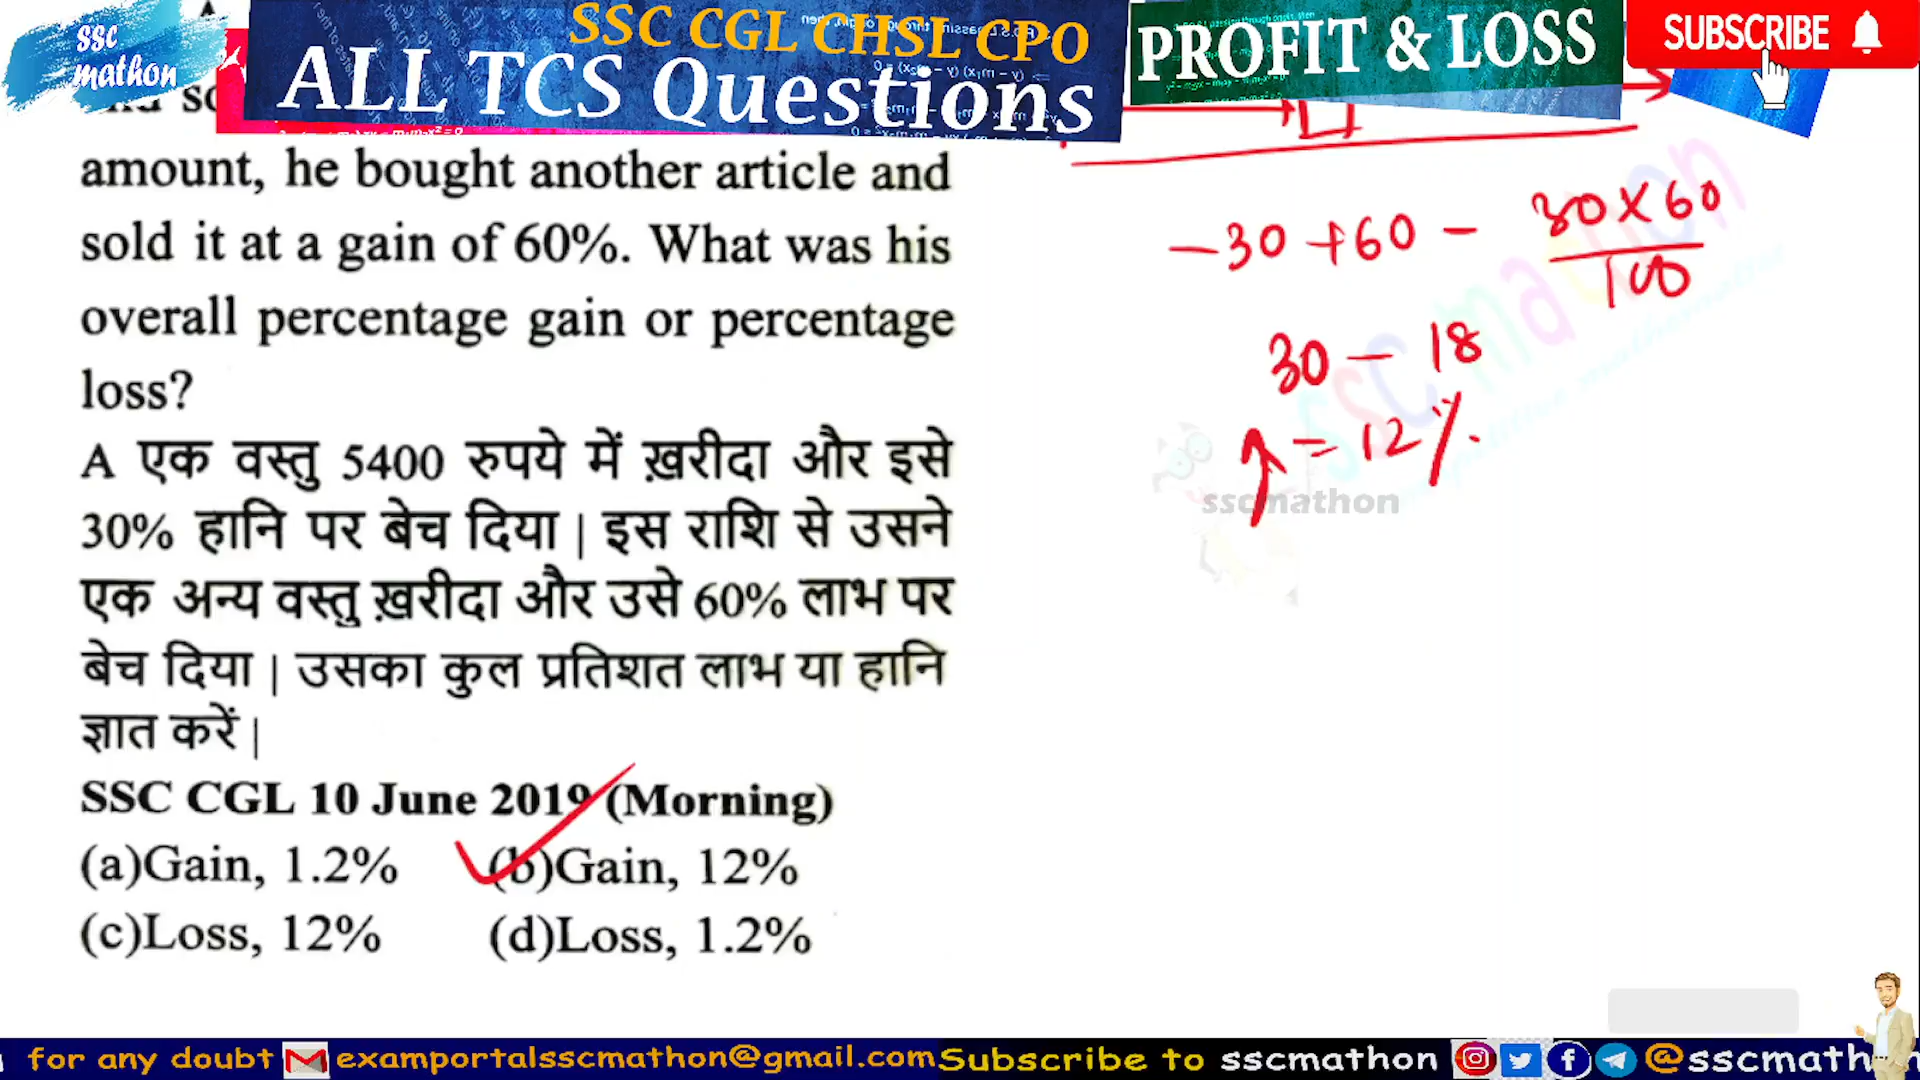 ssc
mathon
SSC CGL CHSL CPO
ALL TCS Questions
PROFIT & LOSS
SUBSCRIBE
amount, he bought another article and
sold it at a gain of 60%. What was his
overall percentage gain or percentage
loss?
A एक वस्तु 5400 रुपये में ख़रीदा और इसे
30% हानि पर बेच दिया | इस राशि से उसने
एक अन्य वस्तु ख़रीदा और उसे 60% लाभ पर
बेच दिया | उसका कुल प्रतिशत लाभ या हानि
ज्ञात करें |
SSC CGL 10 June 2019 (Morning)
(a)Gain, 1.2% (b)Gain, 12%
(c)Loss, 12% (d)Loss, 1.2%
-30 +60 - 30×60
100
30 - 18
= 12%
ssc mathon
sscmathon
for any doubt examportalsscmathon@gmail.com Subscribe to sscmathon @sscmath